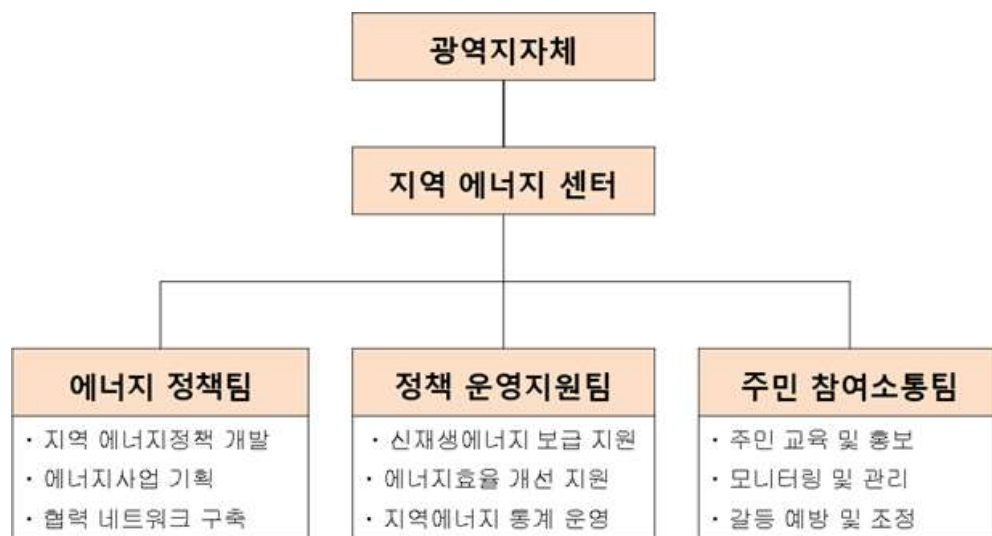 광역지자체
지역 에너지 센터
에너지 정책팀
· 지역 에너지정책 개발
· 에너지사업 기획
· 협력 네트워크 구축
정책 운영지원팀
· 신재생에너지 보급 지원
· 에너지효율 개선 지원
· 지역에너지 통계 운영
주민 참여소통팀
· 주민 교육 및 홍보
· 모니터링 및 관리
· 갈등 예방 및 조정